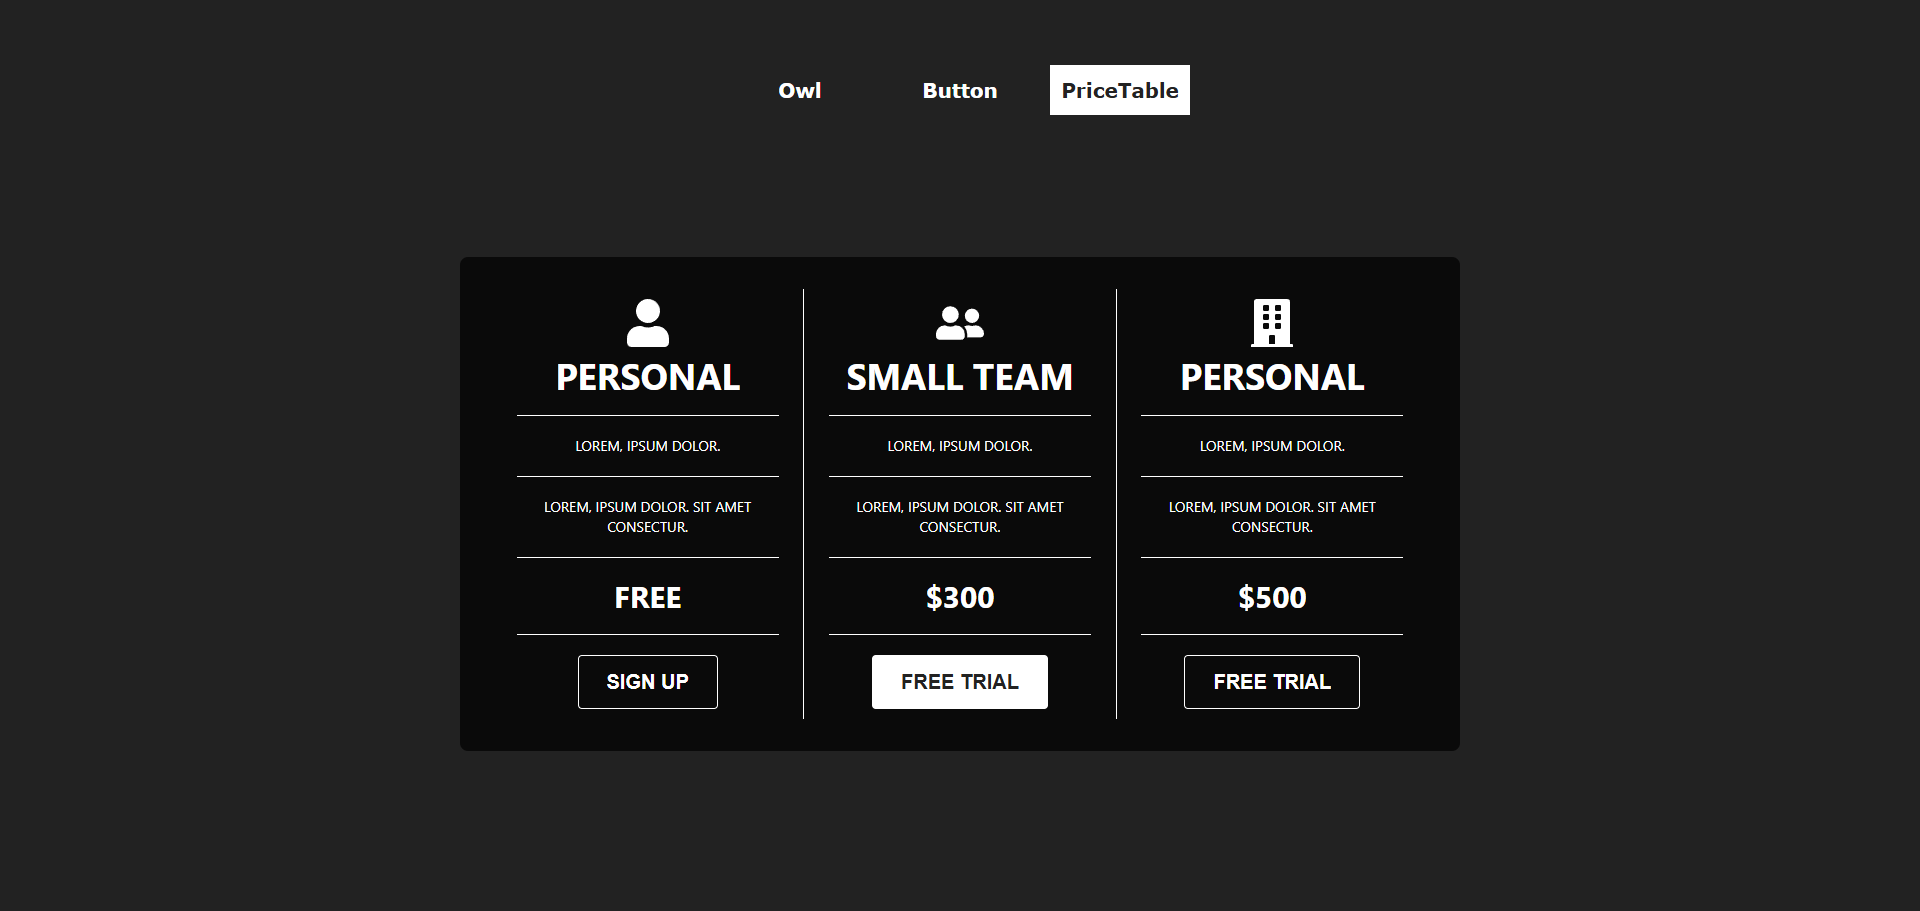 Owl
Button
PriceTable
PERSONAL
LOREM, IPSUM DOLOR.
LOREM, IPSUM DOLOR. SIT AMET
CONSECTUR.
FREE
SIGN UP
SMALL TEAM
LOREM, IPSUM DOLOR.
LOREM, IPSUM DOLOR. SIT AMET
CONSECTUR.
$300
FREE TRIAL
PERSONAL
LOREM, IPSUM DOLOR.
LOREM, IPSUM DOLOR. SIT AMET
CONSECTUR.
$500
FREE TRIAL